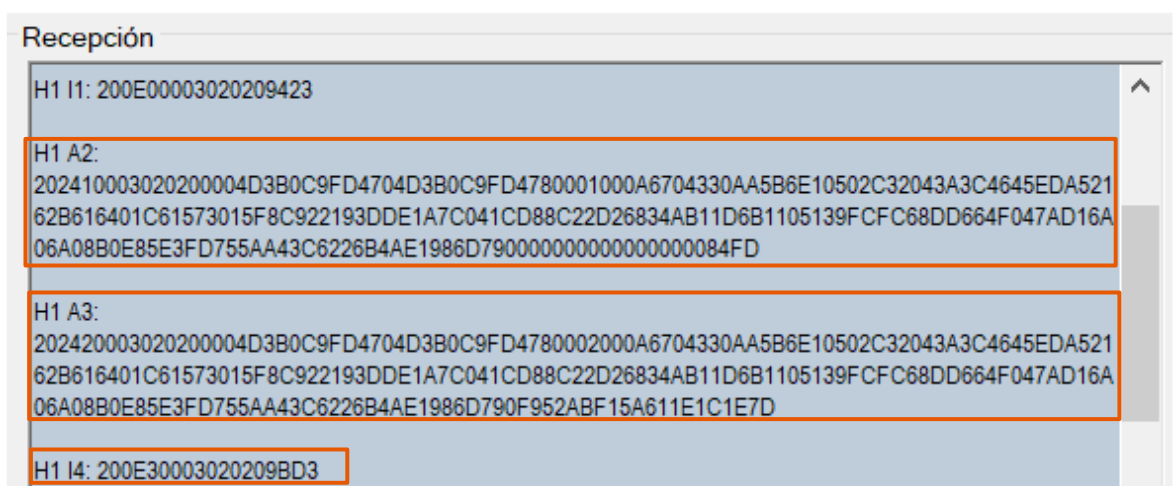 Recepción
H1 I1: 200E00003020209423
H1 A2:
202410003020200004D3B0C9FD4704D3B0C9FD4780001000A6704330AA5B6E10502C32043A3C4645EDA521
62B616401C61573015F8C922193DDE1A7C041CD88C22D26834AB11D6B1105139FCFC68DD664F047AD16A
06A08B0E85E3FD755AA43C6226B4AE1986D790000000000000000084FD
H1 A3:
202420003020200004D3B0C9FD4704D3B0C9FD4780002000A6704330AA5B6E10502C32043A3C4645EDA521
62B616401C61573015F8C922193DDE1A7C041CD88C22D26834AB11D6B1105139FCFC68DD664F047AD16A
06A08B0E85E3FD755AA43C6226B4AE1986D790F952ABF15A611E1C1E7D
H1 I4: 200E30003020209BD3